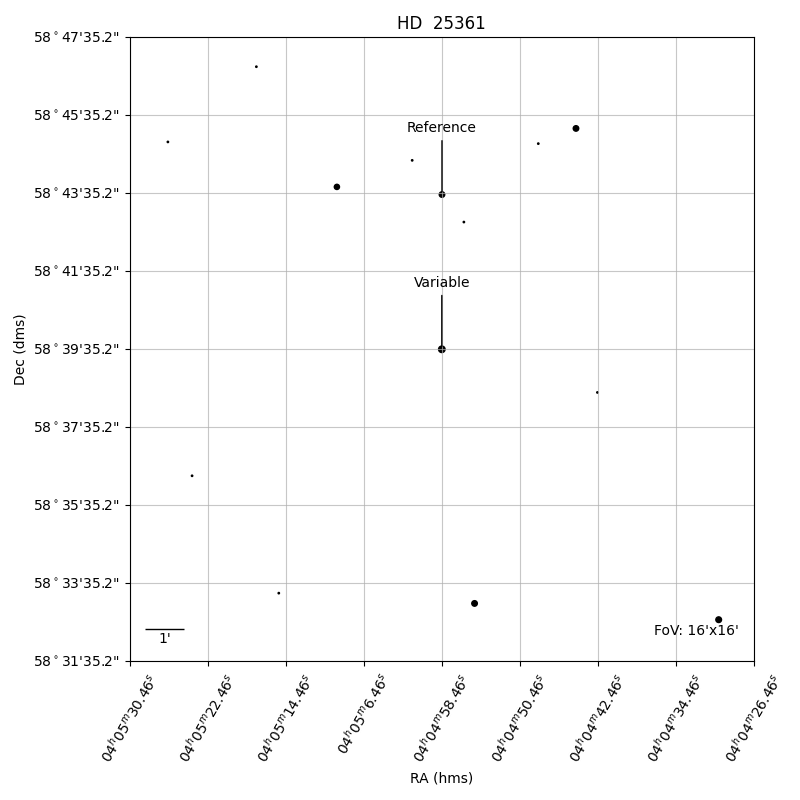 HD 25361
58°47'35.2"
58°45'35.2"
Reference
58°43'35.2"
58°41'35.2"
Variable
58°39'35.2"
Dec (dms)
58°37'35.2"
58°35'35.2"
58°33'35.2"
1'
FoV: 16'x16'
58°31'35.2"
04ʰ05ᵐ30.46ˢ
04ʰ05ᵐ22.46ˢ
04ʰ05ᵐ14.46ˢ
04ʰ05ᵐ6.46ˢ
04ʰ04ᵐ58.46ˢ
04ʰ04ᵐ50.46ˢ
04ʰ04ᵐ42.46ˢ
04ʰ04ᵐ34.46ˢ
04ʰ04ᵐ26.46ˢ
RA (hms)